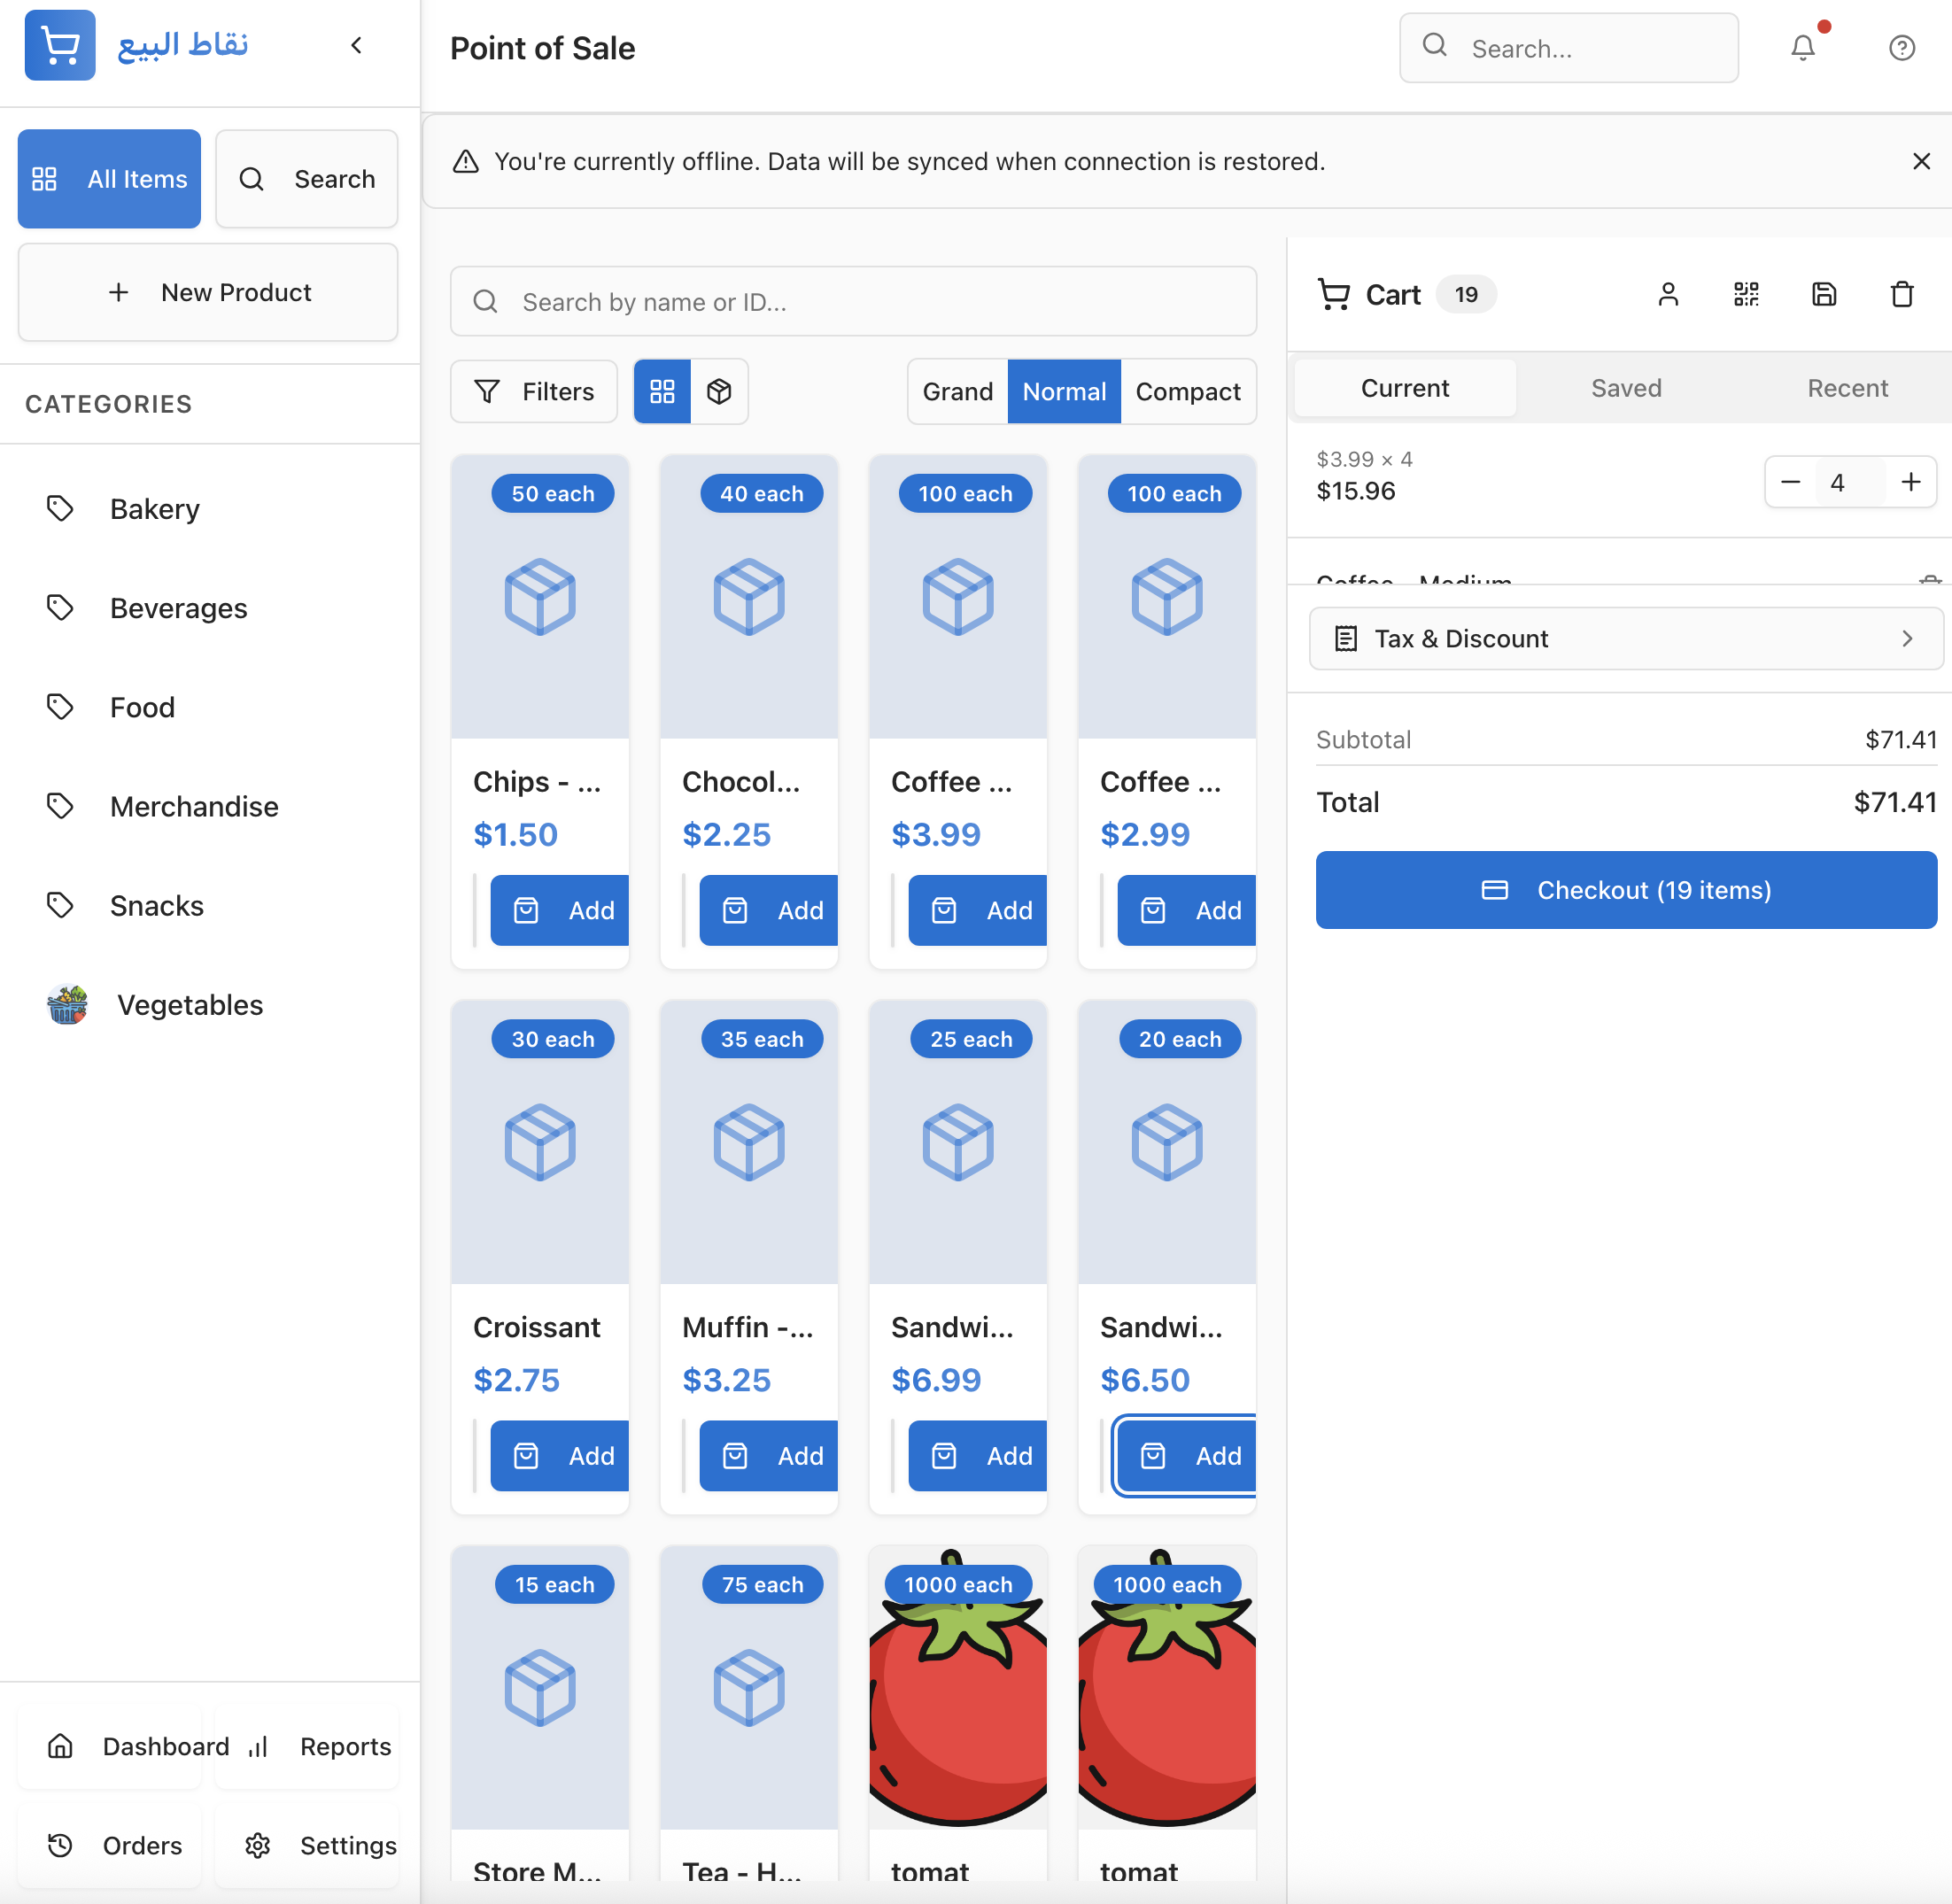 نقاط البيع
All Items
Search
New Product
CATEGORIES
Bakery
Beverages
Food
Merchandise
Snacks
Vegetables
Dashboard
Reports
Orders
Settings
Point of Sale
Search...
You're currently offline. Data will be synced when connection is restored.
Search by name or ID...
Filters
Grand
Normal
Compact
50 each
Chips - ...
$1.50
Add
40 each
Chocol...
$2.25
Add
100 each
Coffee ...
$3.99
Add
100 each
Coffee ...
$2.99
Add
30 each
Croissant
$2.75
Add
35 each
Muffin -...
$3.25
Add
25 each
Sandwi...
$6.99
Add
20 each
Sandwi...
$6.50
Add
15 each
Store M...
75 each
Tea - H...
1000 each
tomat
1000 each
tomat
Cart 19
Current
Saved
Recent
$3.99 × 4
$15.96
4
Coffee - Medium
Tax & Discount
Subtotal $71.41
Total $71.41
Checkout (19 items)